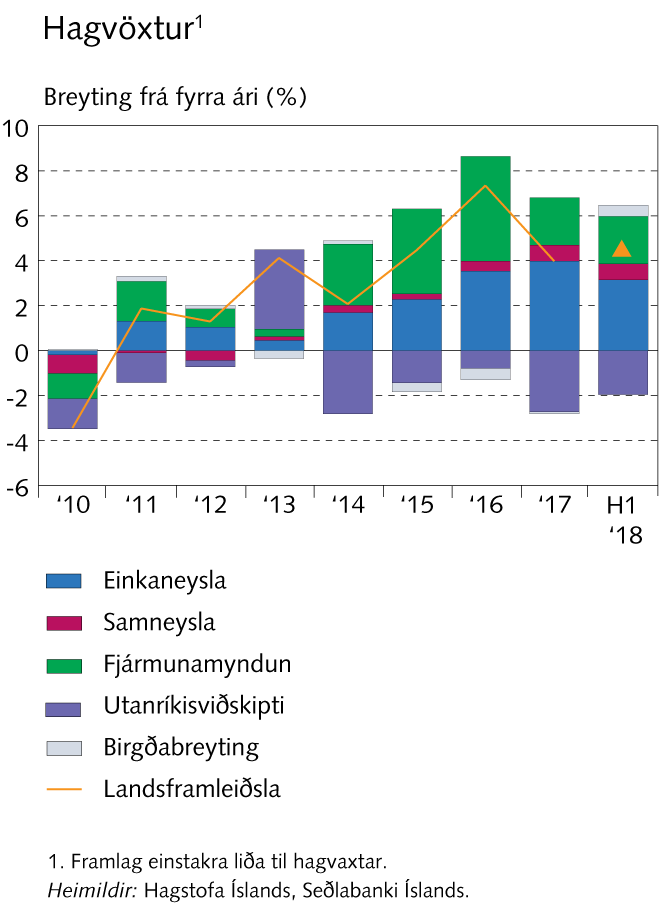 Hagvöxtur¹
Breyting frá fyrra ári (%)
10
8
6
4
2
0
-2
-4
-6
‘10 ‘11 ‘12 ‘13 ‘14 ‘15 ‘16 ‘17 H1
‘18
Einkaneysla
Samneysla
Fjármunamyndun
Utanríkisviðskipti
Birgðabreyting
Landsframleiðsla
1. Framlag einstakra liða til hagvaxtar.
Heimildir: Hagstofa Íslands, Seðlabanki Íslands.